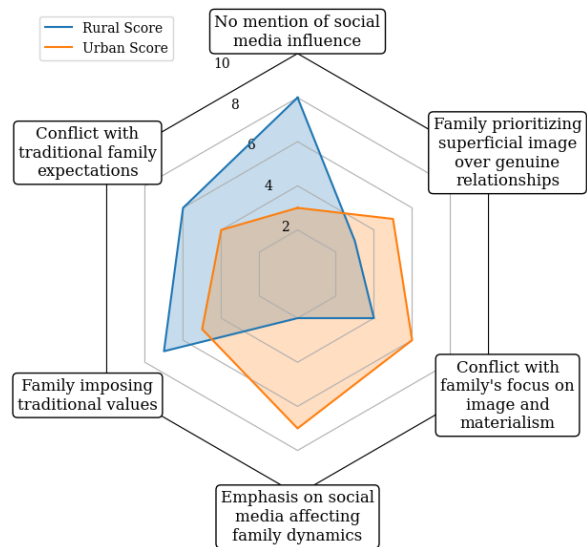 Rural Score
Urban Score
No mention of social
media influence
10
8
6
4
2
Conflict with
traditional family
expectations
Family prioritizing
superficial image
over genuine
relationships
Family imposing
traditional values
Conflict with
family's focus on
image and
materialism
Emphasis on social
media affecting
family dynamics